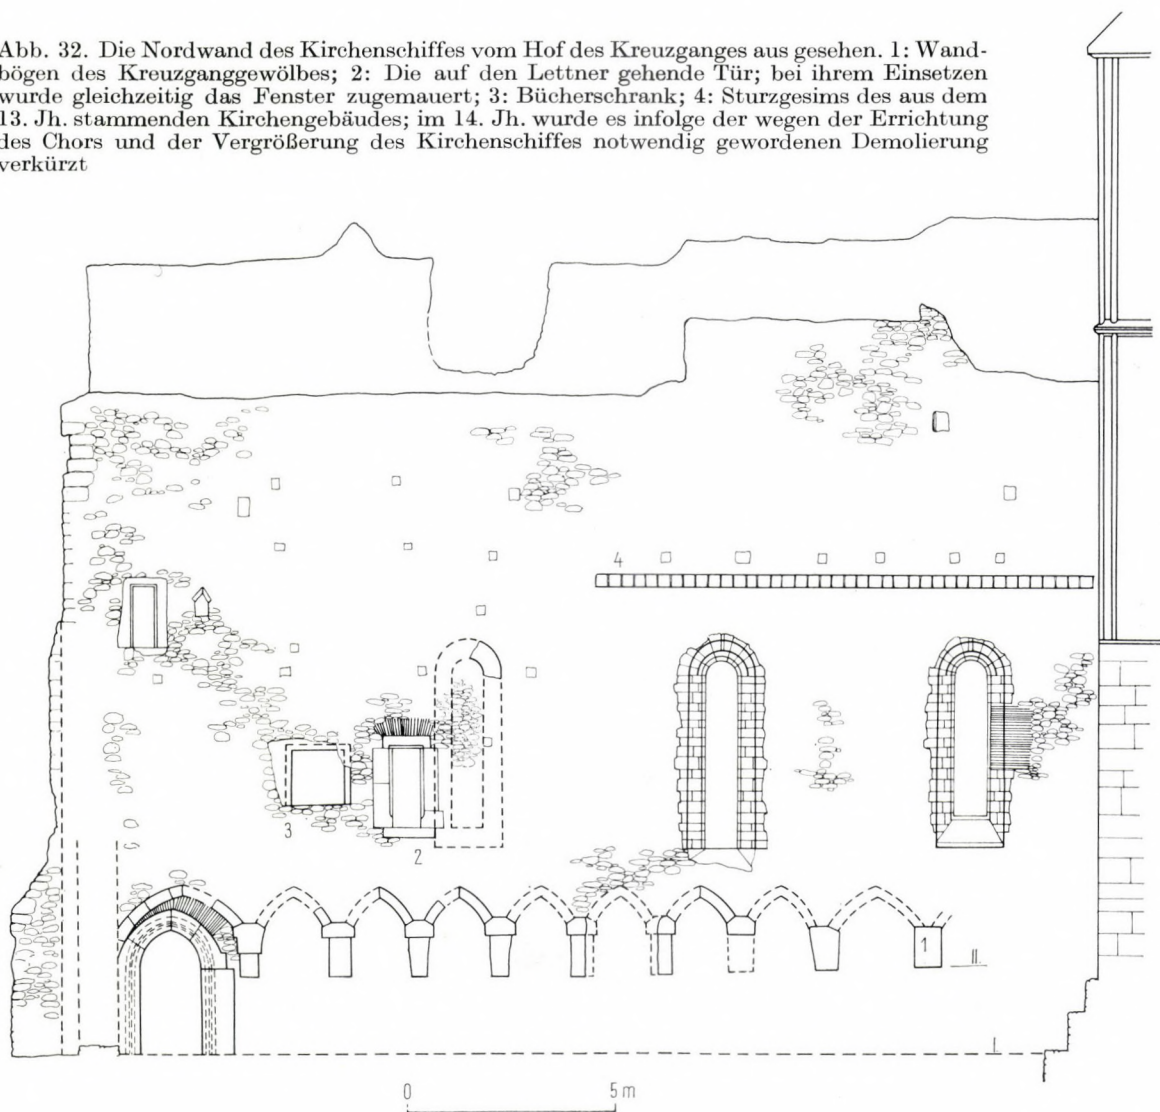 Abb. 32. Die Nordwand des Kirchenschiffes vom Hof des Kreuzganges aus gesehen. 1: Wand-
bögen des Kreuzganggewölbes; 2: Die auf den Lettner gehende Tür; bei ihrem Einsetzen
wurde gleichzeitig das Fenster zugemauert; 3: Bücherschrank; 4: Sturzgesims des aus dem
13. Jh. stammenden Kirchengebäudes; im 14. Jh. wurde es infolge der wegen der Errichtung
des Chors und der Vergrößerung des Kirchenschiffes notwendig gewordenen Demolierung
verkürzt
4
3
2
1
II.
I.
0 5 m